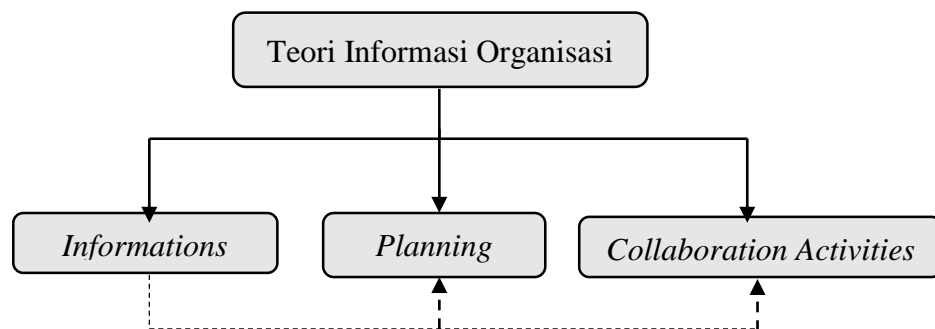 Teori Informasi Organisasi
Informations
Planning
Collaboration Activities